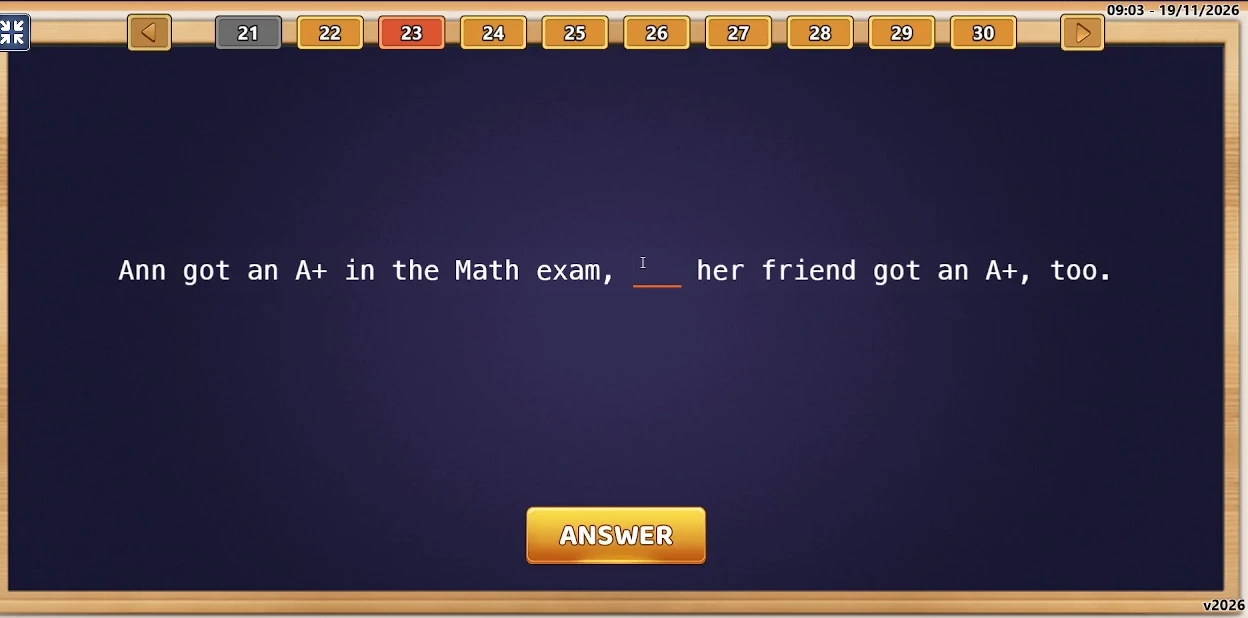 09:03 - 19/11/2026
21 22 23 24 25 26 27 28 29 30
Ann got an A+ in the Math exam, ___ her friend got an A+, too.
ANSWER
v2026